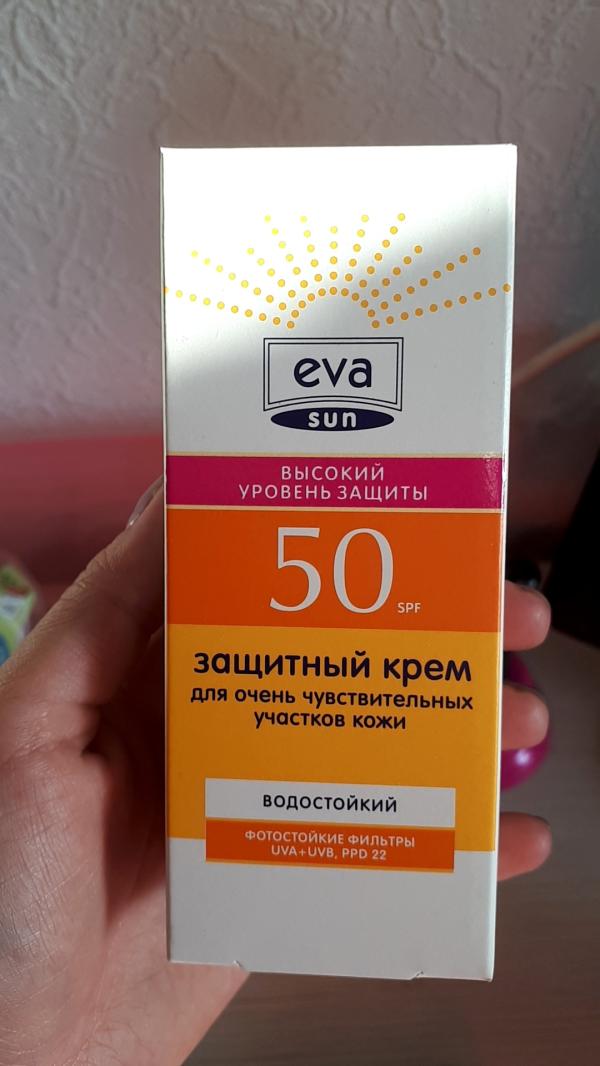 eva
sun
ВЫСОКИЙ
УРОВЕНЬ ЗАЩИТЫ
50 SPF
защитный крем
для очень чувствительных
участков кожи
ВОДОСТОЙКИЙ
ФОТОСТОЙКИЕ ФИЛЬТРЫ
UVA+UVB, PPD 22